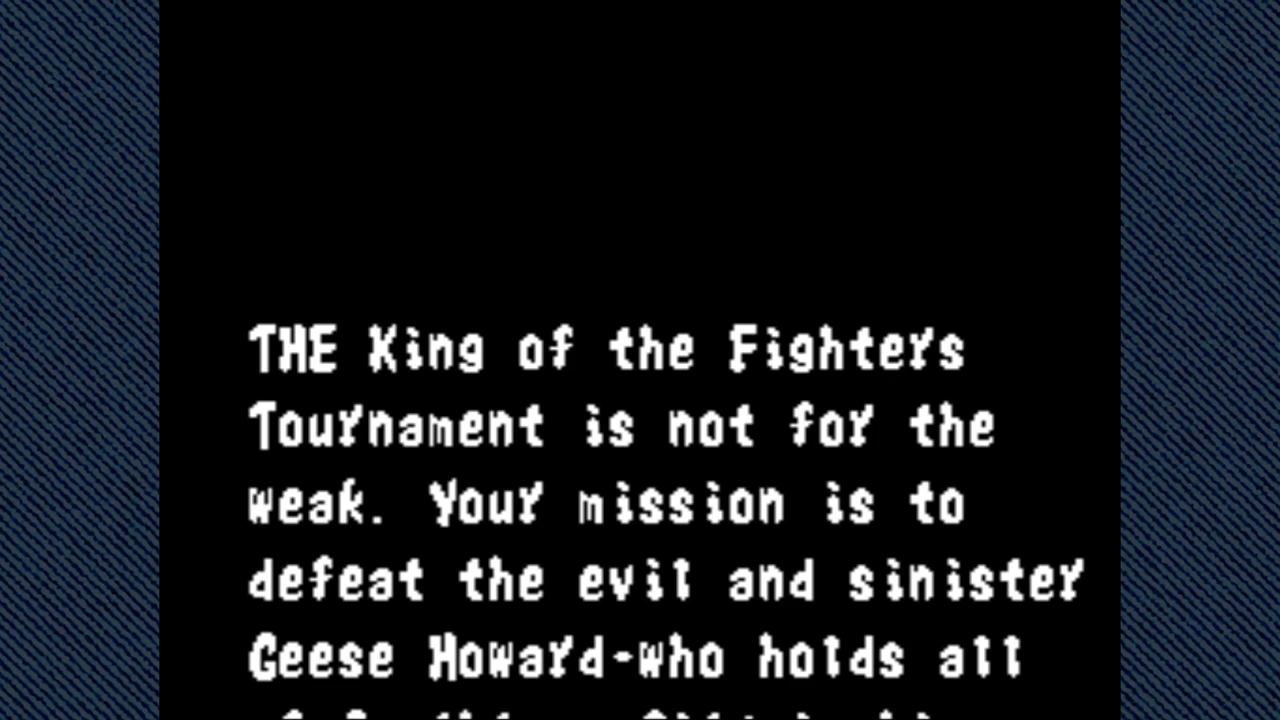 THE King of the Fighters
Tournament is not for the
weak. Your mission is to
defeat the evil and sinister
Geese Howard-who holds all